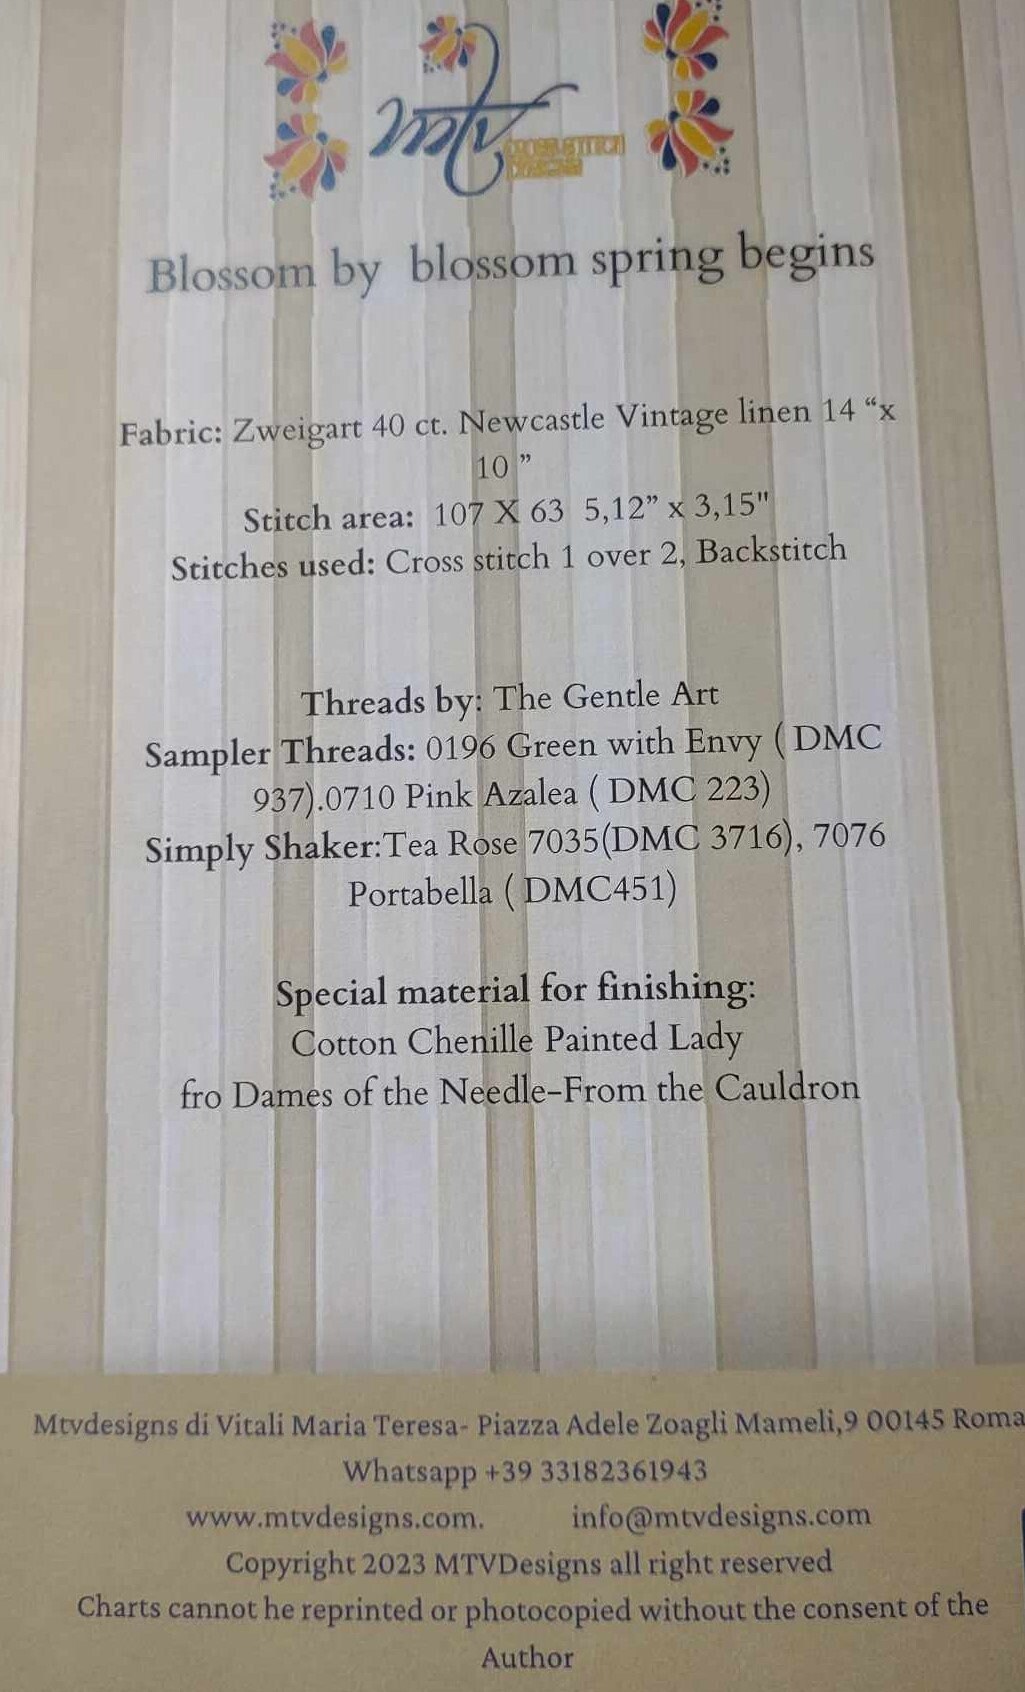 mtv
CROSS STITCH
DESIGN
Blossom by blossom spring begins
Fabric: Zweigart 40 ct. Newcastle Vintage linen 14 “x
10 ”
Stitch area: 107 X 63 5,12” x 3,15"
Stitches used: Cross stitch 1 over 2, Backstitch
Threads by: The Gentle Art
Sampler Threads: 0196 Green with Envy ( DMC
937).0710 Pink Azalea ( DMC 223)
Simply Shaker:Tea Rose 7035(DMC 3716), 7076
Portabella ( DMC451)
Special material for finishing:
Cotton Chenille Painted Lady
fro Dames of the Needle-From the Cauldron
Mtvdesigns di Vitali Maria Teresa- Piazza Adele Zoagli Mameli,9 00145 Roma
Whatsapp +39 33182361943
www.mtvdesigns.com. info@mtvdesigns.com
Copyright 2023 MTVDesigns all right reserved
Charts cannot he reprinted or photocopied without the consent of the
Author